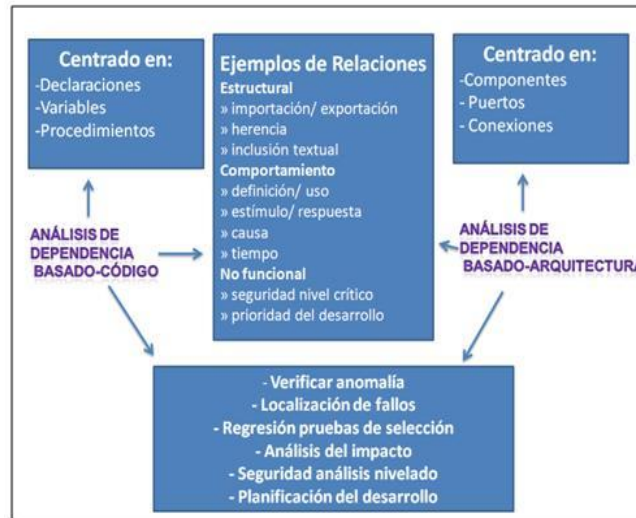 Centrado en:
-Declaraciones
-Variables
-Procedimientos
Ejemplos de Relaciones
Estructural
» importación/ exportación
» herencia
» inclusión textual
Comportamiento
» definición/ uso
» estímulo/ respuesta
» causa
» tiempo
No funcional
» seguridad nivel crítico
» prioridad del desarrollo
Centrado en:
-Componentes
- Puertos
- Conexiones
ANÁLISIS DE
DEPENDENCIA
BASADO-CÓDIGO
ANÁLISIS DE
DEPENDENCIA
BASADO-ARQUITECTURA
- Verificar anomalía
- Localización de fallos
- Regresión pruebas de selección
- Análisis del impacto
- Seguridad análisis nivelado
- Planificación del desarrollo